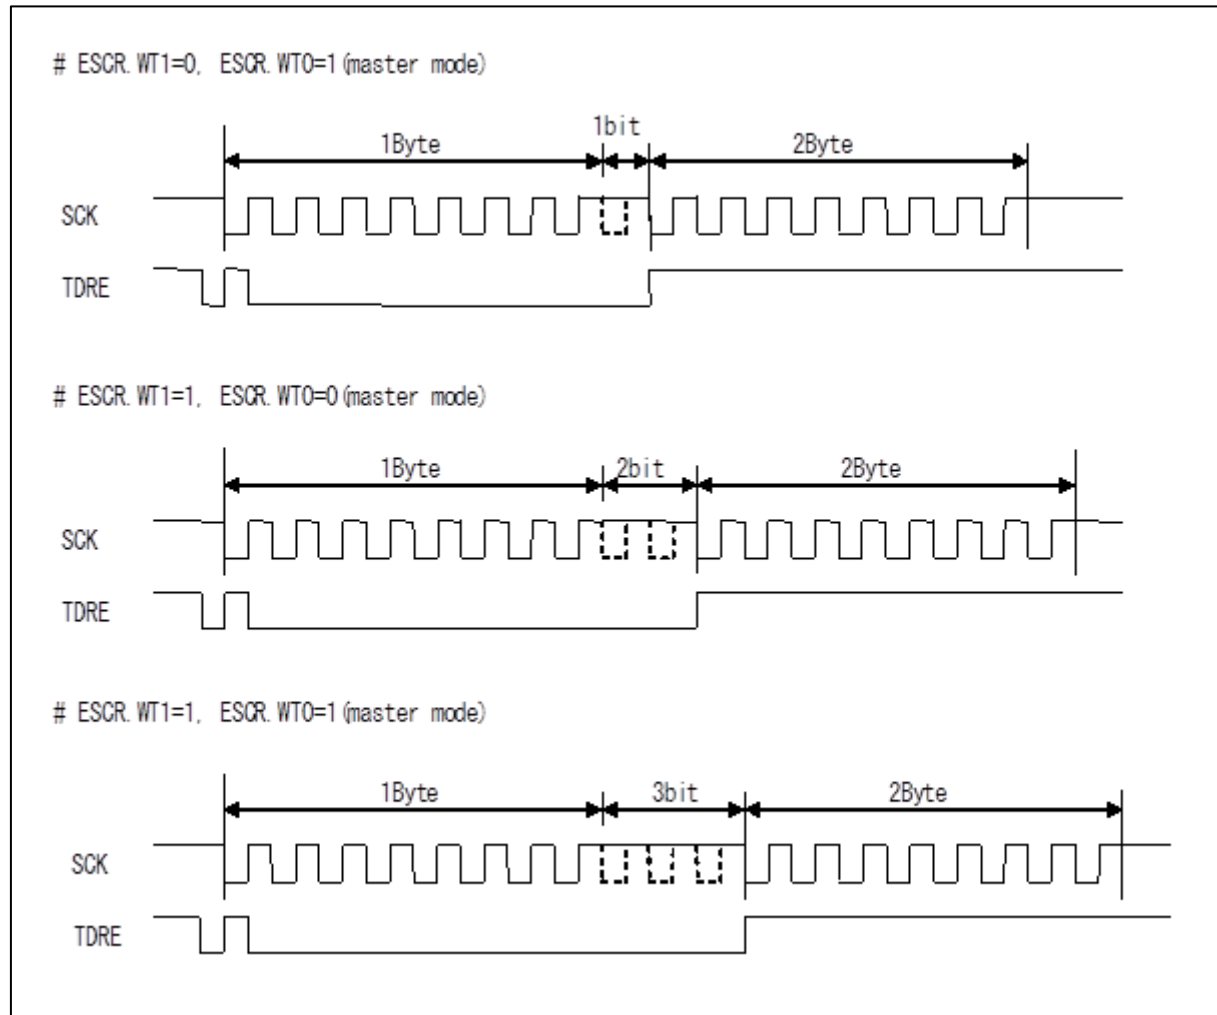 # ESCR.WT1=0, ESCR.WT0=1(master mode)
1Byte 1bit 2Byte
SCK
TDRE
# ESCR.WT1=1, ESCR.WT0=0(master mode)
1Byte 2bit 2Byte
SCK
TDRE
# ESCR.WT1=1, ESCR.WT0=1(master mode)
1Byte 3bit 2Byte
SCK
TDRE